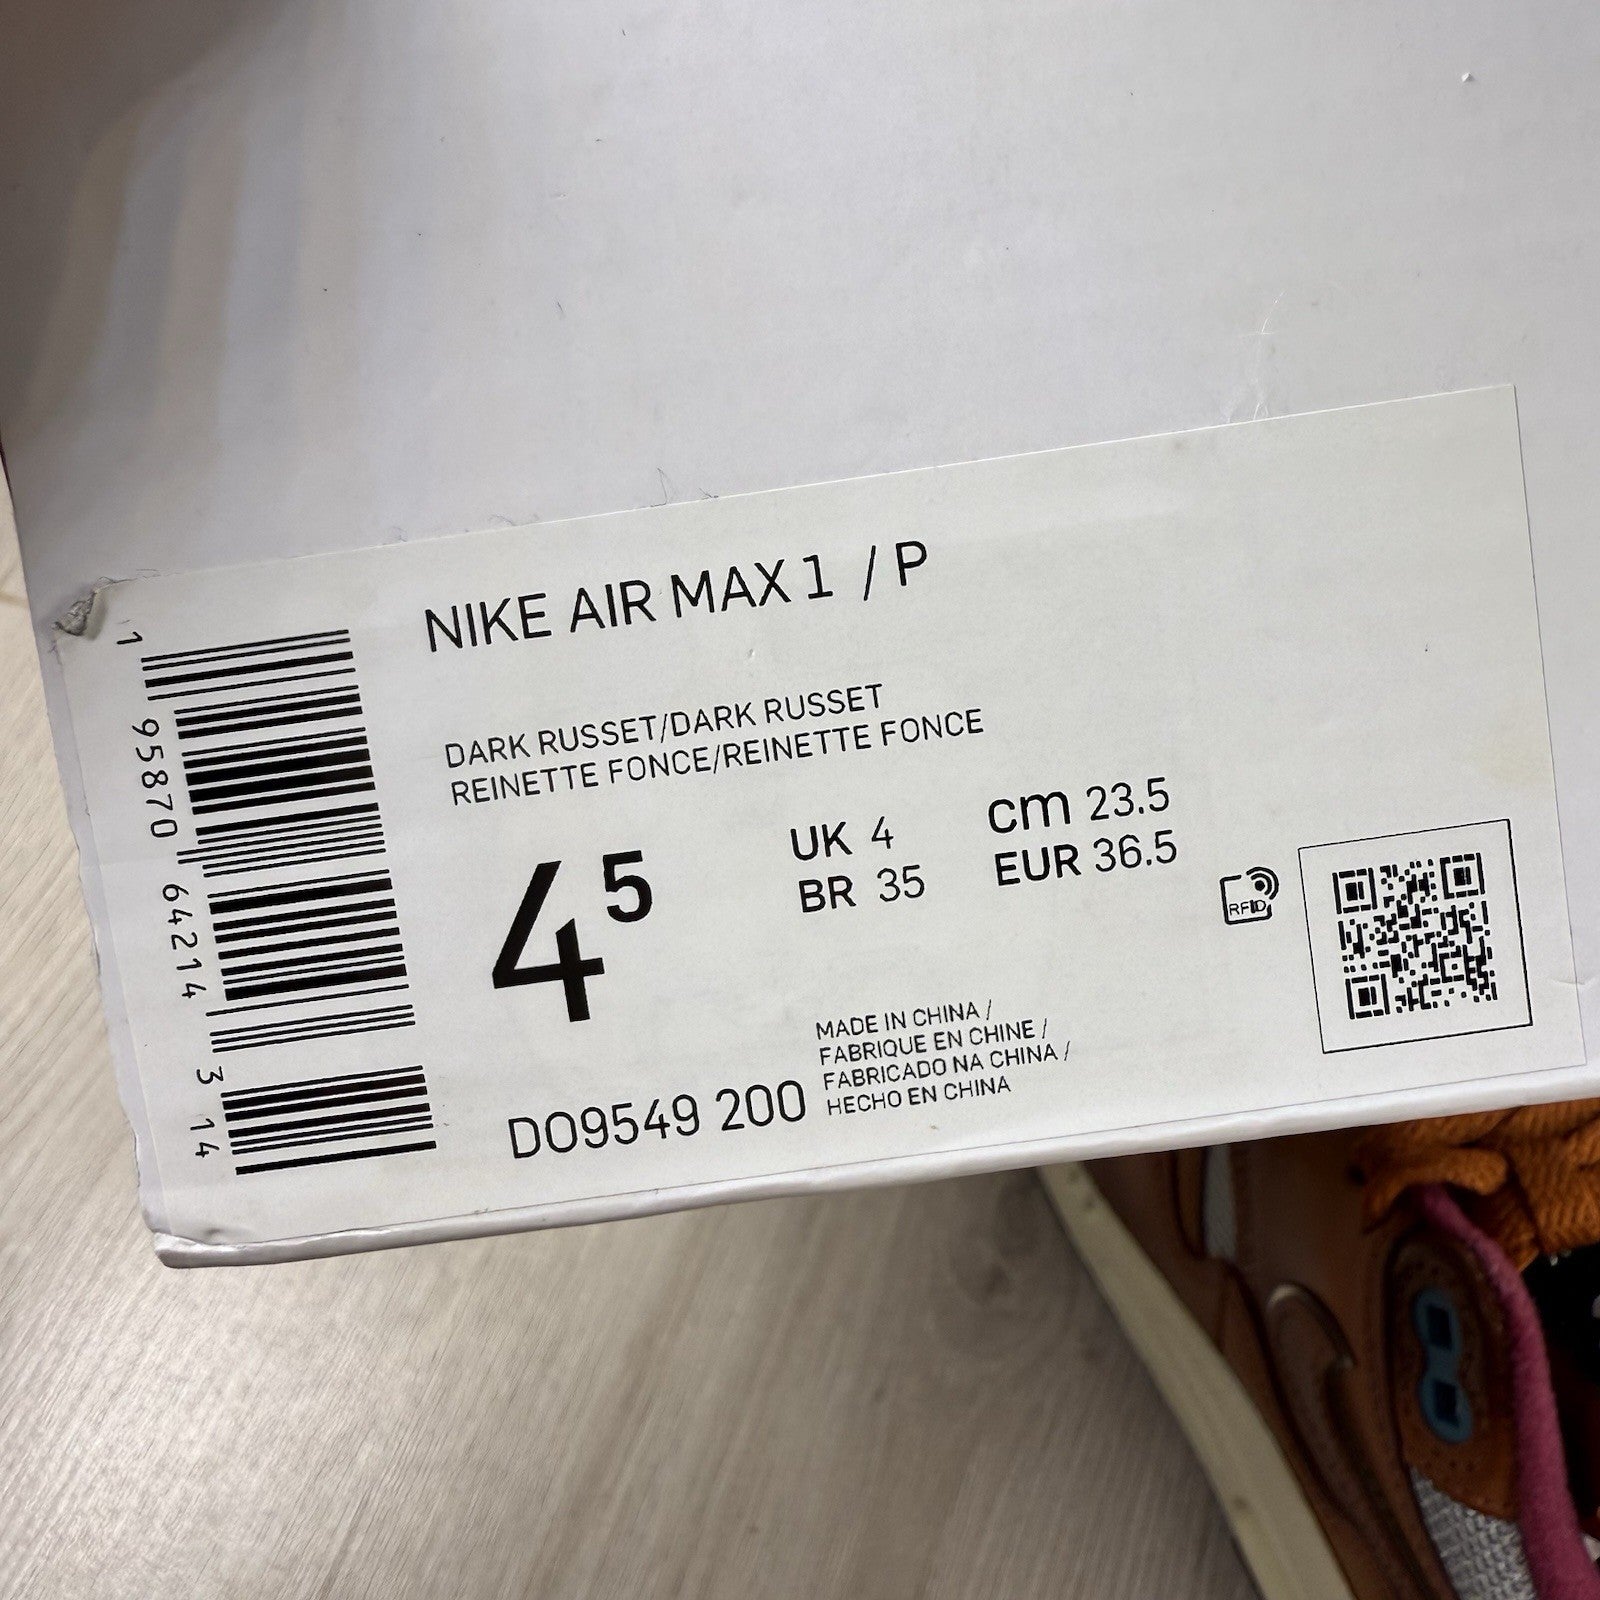 NIKE AIR MAX 1 / P
DARK RUSSET/DARK RUSSET
REINETTE FONCE/REINETTE FONCE
4 5
UK 4
BR 35
cm 23.5
EUR 36.5
RFID
MADE IN CHINA /
FABRIQUE EN CHINE /
FABRICADO NA CHINA /
HECHO EN CHINA
DO9549 200
1 95870 64214 3 14